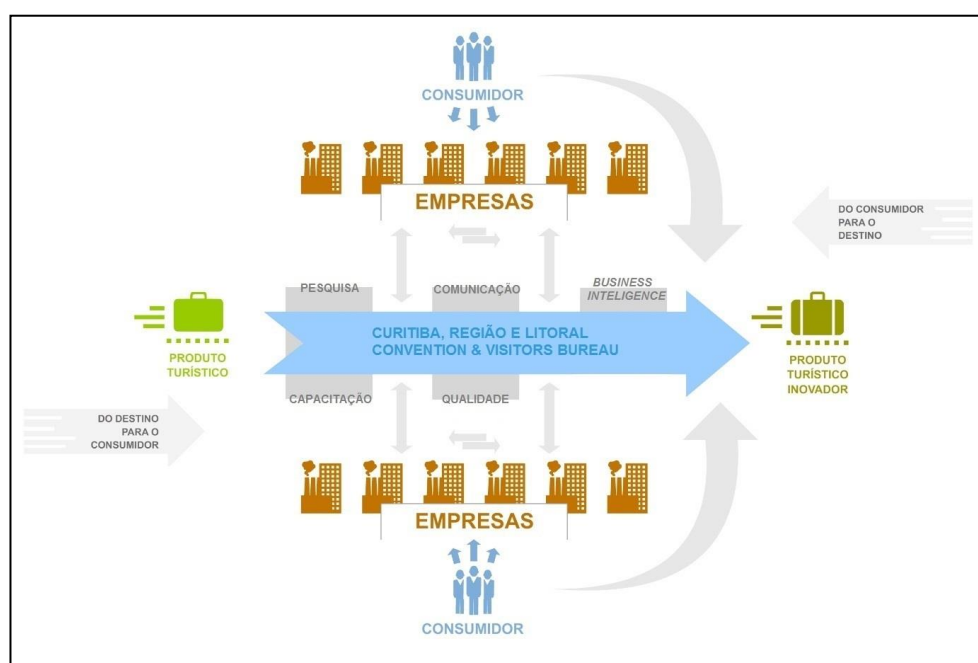 CONSUMIDOR
EMPRESAS
DO CONSUMIDOR
PARA O
DESTINO
PESQUISA
COMUNICAÇÃO
BUSINESS
INTELIGENCE
CURITIBA, REGIÃO E LITORAL
CONVENTION & VISITORS BUREAU
PRODUTO
TURÍSTICO
PRODUTO
TURÍSTICO
INOVADOR
CAPACITAÇÃO
QUALIDADE
DO DESTINO
PARA O
CONSUMIDOR
EMPRESAS
CONSUMIDOR